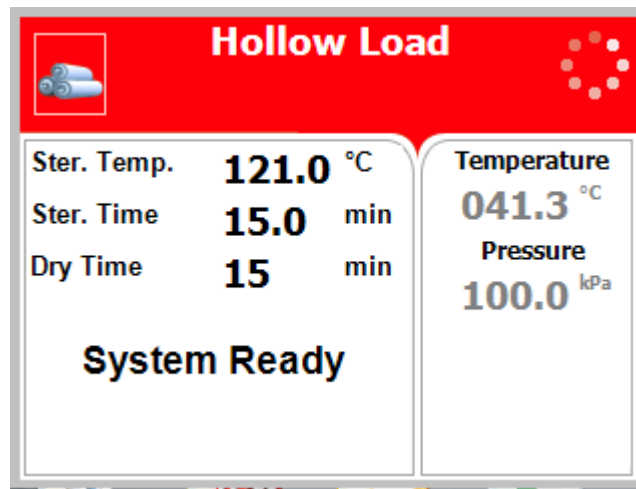 Hollow Load
Ster. Temp. 121.0 °C
Ster. Time 15.0 min
Dry Time 15 min
System Ready
Temperature
041.3 °C
Pressure
100.0 kPa